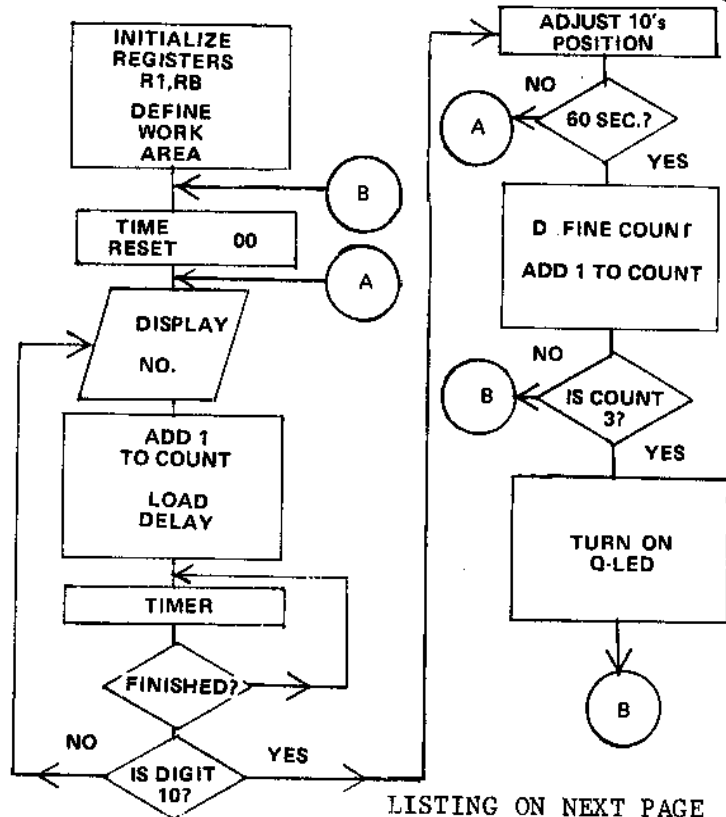 INITIALIZE
REGISTERS
R1,RB
DEFINE
WORK
AREA
B
TIME
RESET 00
A
DISPLAY
NO.
ADD 1
TO COUNT
LOAD
DELAY
TIMER
FINISHED?
NO
YES
IS DIGIT
10?
ADJUST 10's
POSITION
NO
A
60 SEC.?
YES
D FINE COUNT
ADD 1 TO COUNT
NO
B
IS COUNT
3?
YES
TURN ON
Q-LED
B
LISTING ON NEXT PAGE